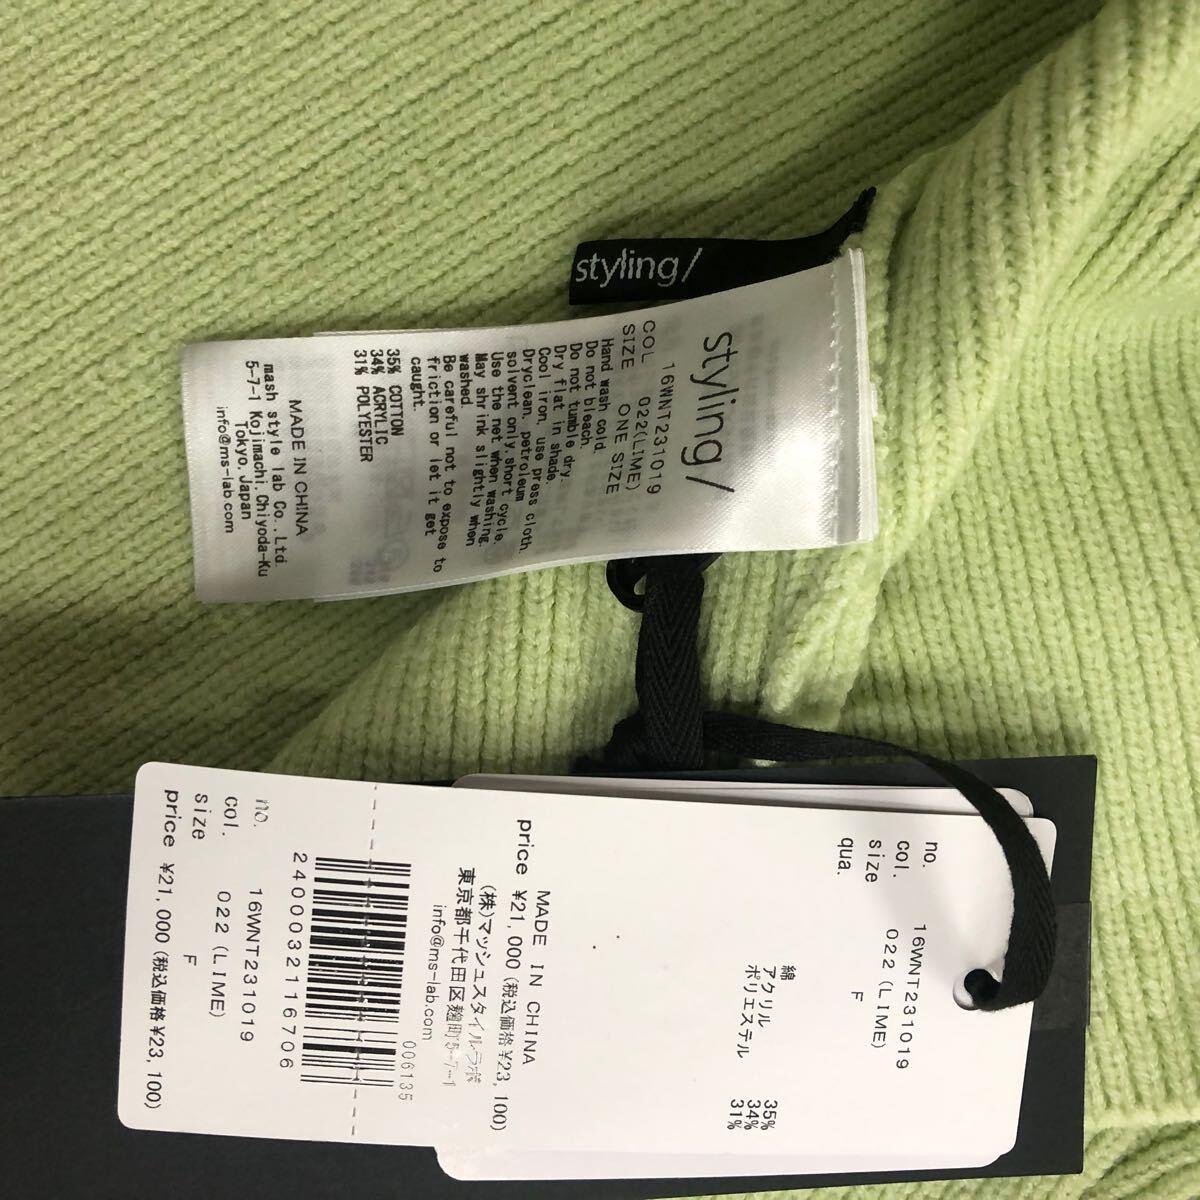 styling/
styling/
COL 16WNT231019
022(LIME)
SIZE ONE SIZE
Hand wash cold.
Do not bleach.
Do not tumble dry.
Dry flat in shade.
Cool iron, use press cloth.
Dryclean, petroleum
solvent only, short cycle.
Use the net when washing.
May shrink slightly when
washed.
Be careful not to expose to
friction or let it get
caught.
35% COTTON
34% ACRYLIC
31% POLYESTER
MADE IN CHINA
mash style lab Co., Ltd.
5-7-1 Kojimachi, Chiyoda-Ku
Tokyo, Japan
info@ms-lab.com
no. 16WNT231019
col. 022 (LIME)
size F
qua.
綿 35%
アクリル 34%
ポリエステル 31%
MADE IN CHINA
price ¥21,000 (税込価格¥23,100)
(株)マッシュスタイルラボ
東京都千代田区麹町5-7-1
info@ms-lab.com
006135
2400032116706
no. 16WNT231019
col. 022 (LIME)
size F
price ¥21,000 (税込価格¥23,100)